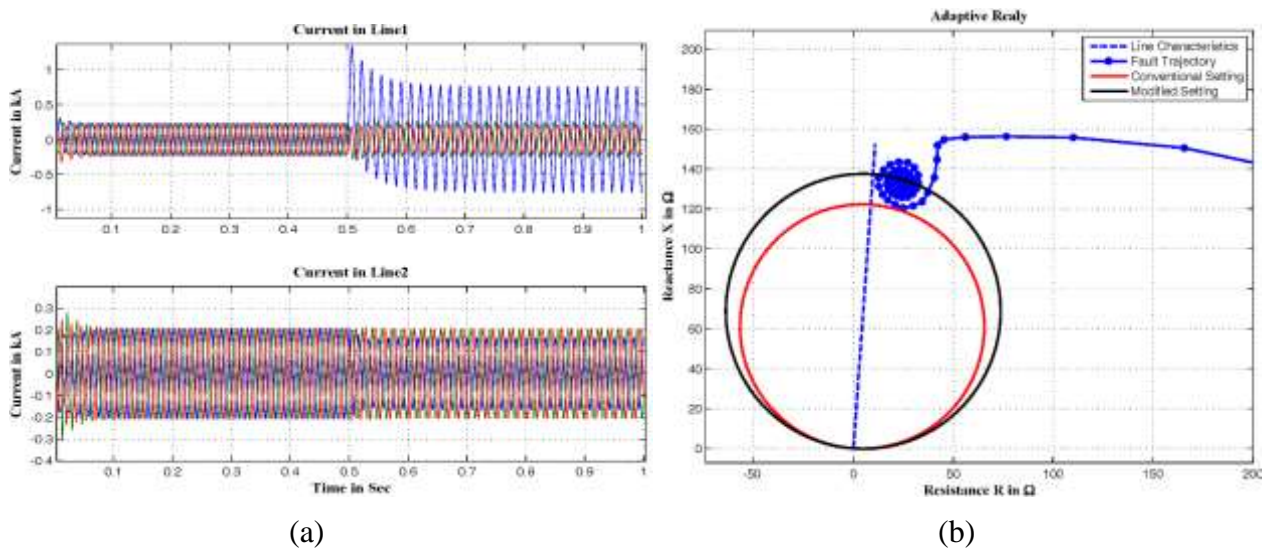 Current in Line1
Current in kA
1
0.5
0
-0.5
-1
0.1 0.2 0.3 0.4 0.5 0.6 0.7 0.8 0.9 1
Current in Line2
Current in kA
0.3
0.2
0.1
0
-0.1
-0.2
-0.3
-0.4
0.1 0.2 0.3 0.4 0.5 0.6 0.7 0.8 0.9 1
Time in Sec
(a)
Adaptive Realy
Line Characteristics
Fault Trajectory
Conventional Setting
Modified Setting
Reactance X in Ω
200
180
160
140
120
100
80
60
40
20
0
-50 0 50 100 150 200
Resistance R in Ω
(b)